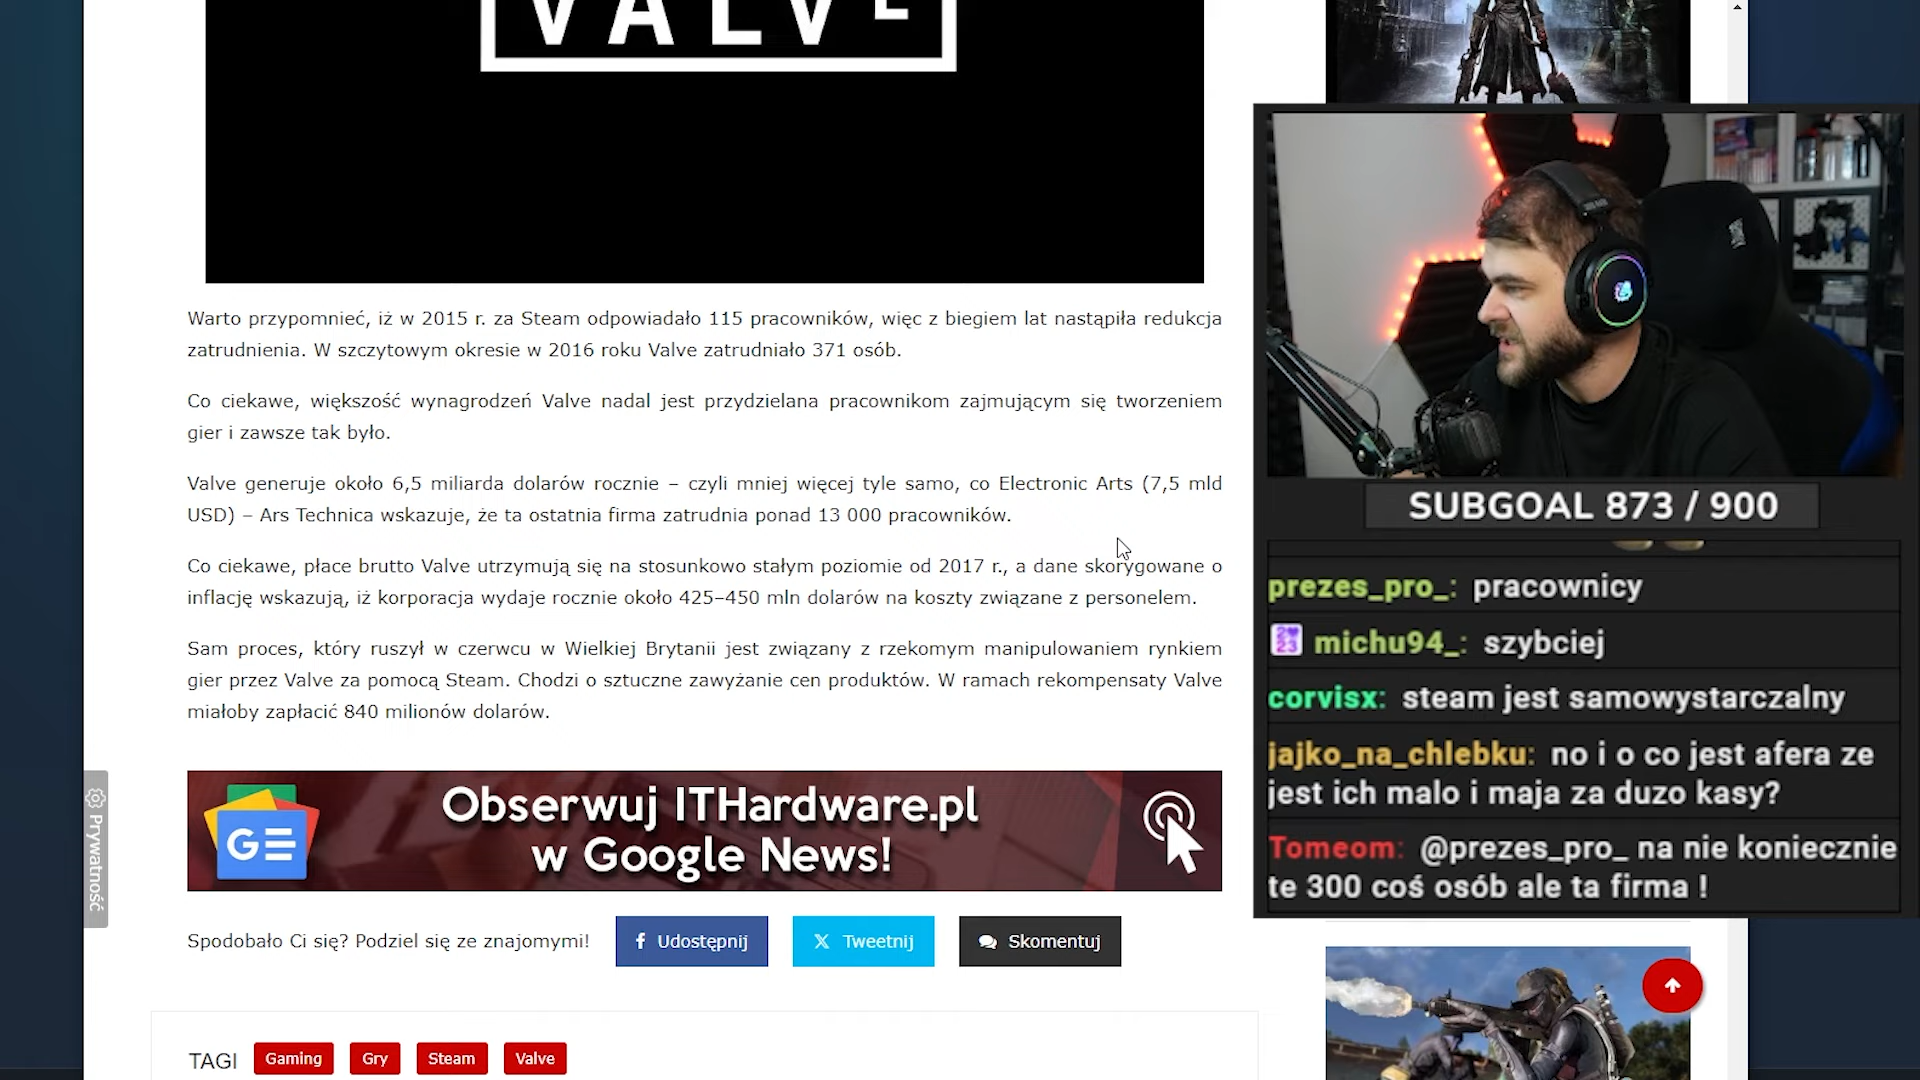 VALVE
Warto przypomnieć, iż w 2015 r. za Steam odpowiadało 115 pracowników, więc z biegiem lat nastąpiła redukcja
zatrudnienia. W szczytowym okresie w 2016 roku Valve zatrudniało 371 osób.
Co ciekawe, większość wynagrodzeń Valve nadal jest przydzielana pracownikom zajmującym się tworzeniem
gier i zawsze tak było.
Valve generuje około 6,5 miliarda dolarów rocznie – czyli mniej więcej tyle samo, co Electronic Arts (7,5 mld
USD) – Ars Technica wskazuje, że ta ostatnia firma zatrudnia ponad 13 000 pracowników.
Co ciekawe, płace brutto Valve utrzymują się na stosunkowo stałym poziomie od 2017 r., a dane skorygowane o
inflację wskazują, iż korporacja wydaje rocznie około 425–450 mln dolarów na koszty związane z personelem.
Sam proces, który ruszył w czerwcu w Wielkiej Brytanii jest związany z rzekomym manipulowaniem rynkiem
gier przez Valve za pomocą Steam. Chodzi o sztuczne zawyżanie cen produktów. W ramach rekompensaty Valve
miałoby zapłacić 840 milionów dolarów.
Prywatność
GE
Obserwuj ITHardware.pl
w Google News!
Spodobało Ci się? Podziel się ze znajomymi!
Udostępnij
Tweetnij
Skomentuj
TAGI
Gaming
Gry
Steam
Valve
SUBGOAL 873 / 900
prezes_pro_: pracownicy
2023 michu94_: szybciej
corvisx: steam jest samowystarczalny
jajko_na_chlebku: no i o co jest afera ze
jest ich malo i maja za duzo kasy?
Tomeom: @prezes_pro_ na nie koniecznie
te 300 coś osób ale ta firma !